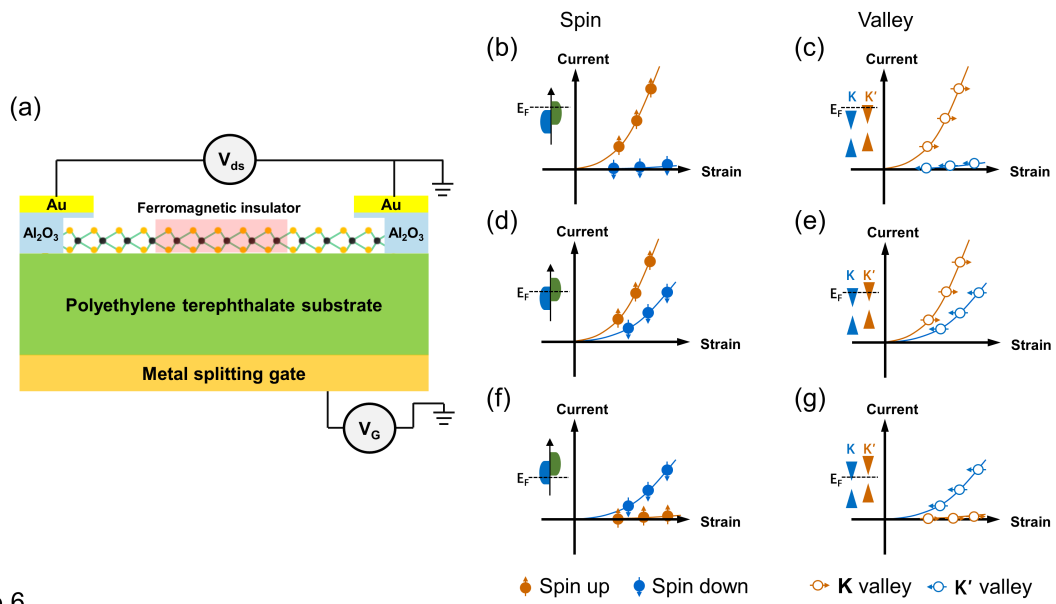 Spin
Valley
(a)
V_ds
Au
Au
Ferromagnetic insulator
Al₂O₃
Al₂O₃
Polyethylene terephthalate substrate
Metal splitting gate
V_G
(b)
Current
E_F
Strain
(c)
Current
K K′
E_F
Strain
(d)
Current
E_F
Strain
(e)
Current
K K′
E_F
Strain
(f)
Current
E_F
Strain
(g)
Current
K K′
E_F
Strain
Spin up
Spin down
K valley
K′ valley